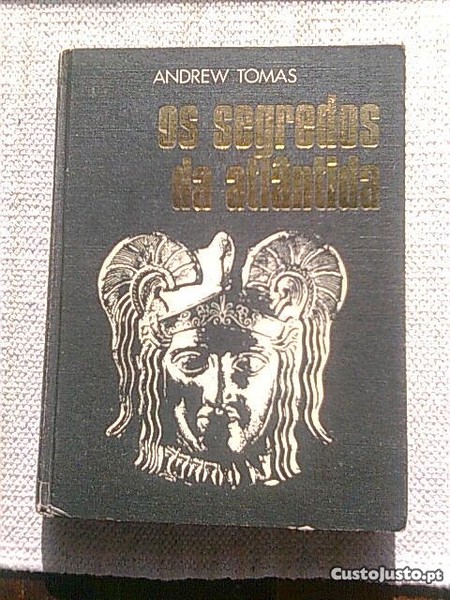 ANDREW TOMAS
os segredos
da atlântida
CustoJusto.pt